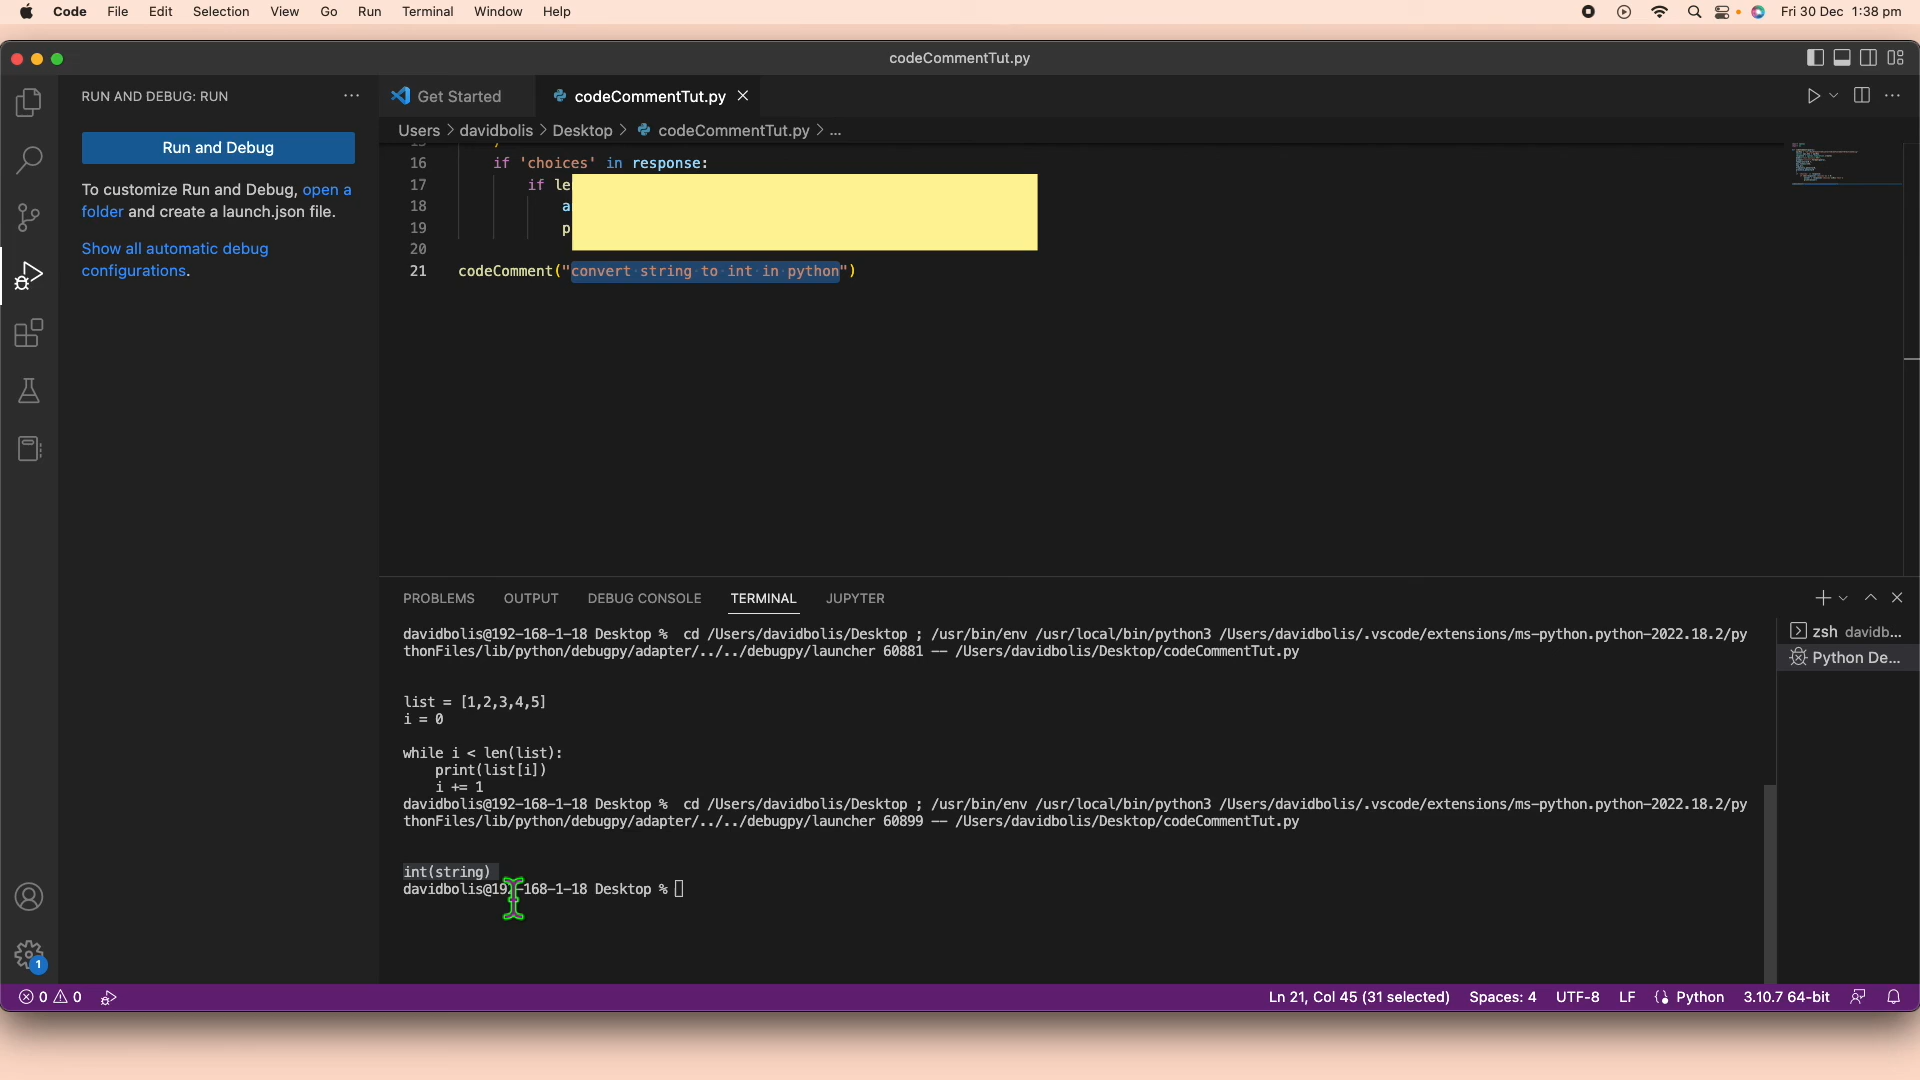 Code File Edit Selection View Go Run Terminal Window Help Fri 30 Dec 1:38 pm
codeCommentTut.py
RUN AND DEBUG: RUN
Get Started codeCommentTut.py
Users > davidbolis > Desktop > codeCommentTut.py > ...
Run and Debug
To customize Run and Debug, open a
folder and create a launch.json file.
Show all automatic debug
configurations.
16 if 'choices' in response:
17 if le
18 a
19 p
20
21 codeComment("convert string to int in python")
PROBLEMS OUTPUT DEBUG CONSOLE TERMINAL JUPYTER
davidbolis@192-168-1-18 Desktop % cd /Users/davidbolis/Desktop ; /usr/bin/env /usr/local/bin/python3 /Users/davidbolis/.vscode/extensions/ms-python.python-2022.18.2/py
thonFiles/lib/python/debugpy/adapter/../../debugpy/launcher 60881 -- /Users/davidbolis/Desktop/codeCommentTut.py
list = [1,2,3,4,5]
i = 0
while i < len(list):
print(list[i])
i += 1
davidbolis@192-168-1-18 Desktop % cd /Users/davidbolis/Desktop ; /usr/bin/env /usr/local/bin/python3 /Users/davidbolis/.vscode/extensions/ms-python.python-2022.18.2/py
thonFiles/lib/python/debugpy/adapter/../../debugpy/launcher 60899 -- /Users/davidbolis/Desktop/codeCommentTut.py
int(string)
davidbolis@192-168-1-18 Desktop %
zsh davidb...
Python De...
1
0 0 Ln 21, Col 45 (31 selected) Spaces: 4 UTF-8 LF Python 3.10.7 64-bit